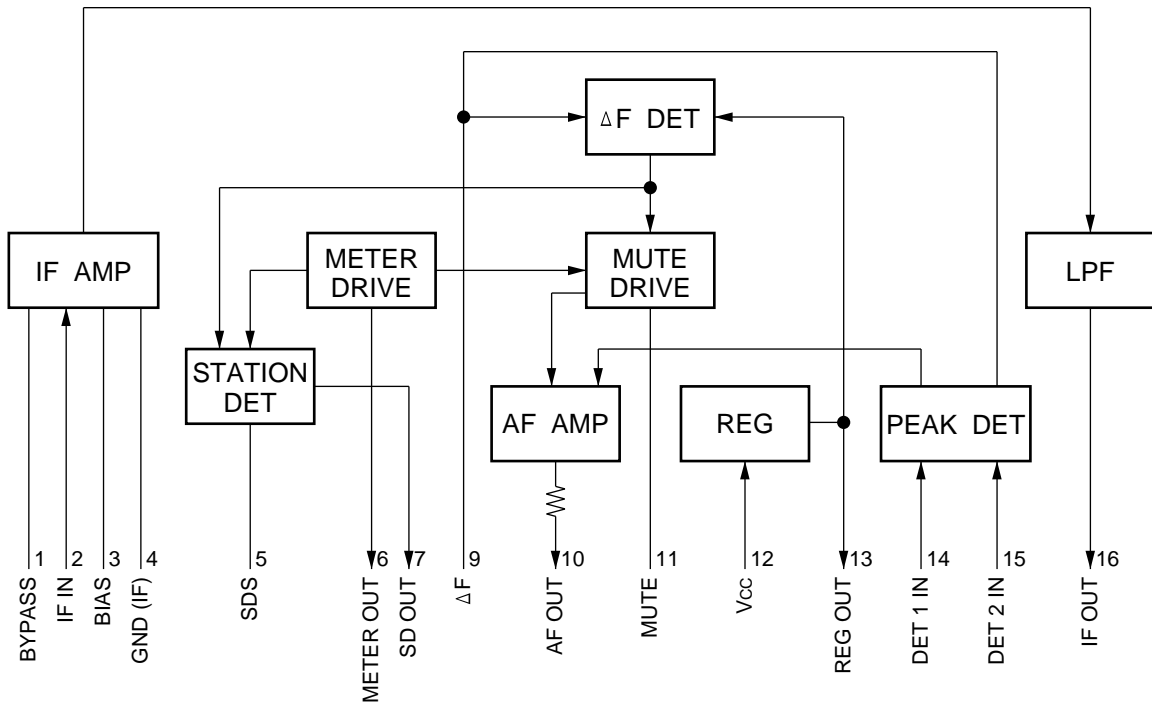 ΔF DET
IF AMP
METER
DRIVE
MUTE
DRIVE
LPF
STATION
DET
AF AMP
REG
PEAK DET
1
2
3
4
5
6
7
9
10
11
12
13
14
15
16
BYPASS
IF IN
BIAS
GND (IF)
SDS
METER OUT
SD OUT
ΔF
AF OUT
MUTE
VCC
REG OUT
DET 1 IN
DET 2 IN
IF OUT